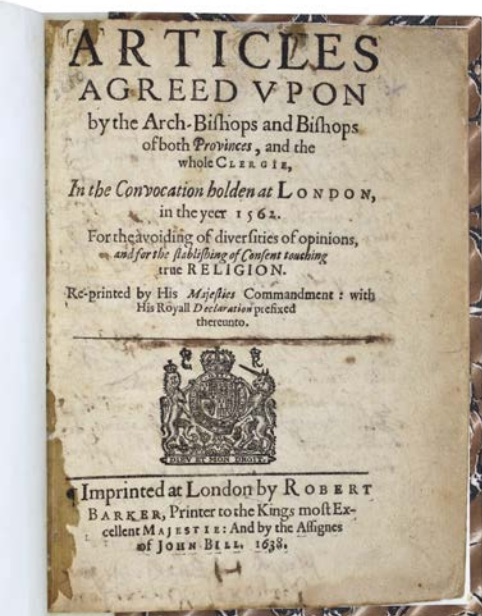 ARTICLES
AGREED VPON
by the Arch-Biſhops and Biſhops
of both Provinces, and the
whole CLERGIE,
In the Convocation holden at LONDON,
in the yeer 1562.
For the avoiding of diverſities of opinions,
and for the ſtabliſhing of Conſent touching
true RELIGION.
Re-printed by His Majeſties Commandment: with
His Royall Declaration prefixed
thereunto.
C R
DIEV ET MON DROIT
Imprinted at London by ROBERT
BARKER, Printer to the Kings moſt Ex-
cellent MAJESTIE: And by the Aſſignes
of JOHN BILL. 1638.